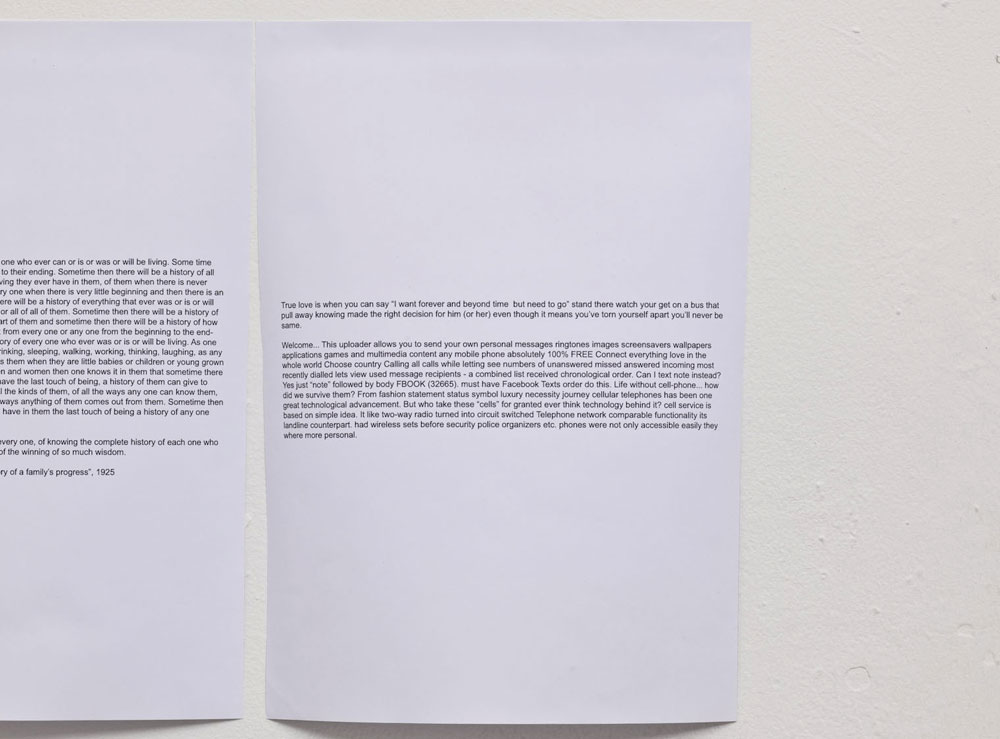 one who ever can or is or was or will be living. Some time
to their ending. Sometime then there will be a history of all
ving they ever have in them, of them when there is never
ry one when there is very little beginning and then there is an
ere will be a history of everything that ever was or is or will
or all of all of them. Sometime then there will be a history of
art of them and sometime then there will be a history of how
from every one or any one from the beginning to the end-
ory of every one who ever was or is or will be living. As one
rinking, sleeping, walking, working, thinking, laughing, as any
s them when they are little babies or children or young grown
n and women then one knows it in them that sometime there
ave the last touch of being, a history of them can give to
l the kinds of them, of all the ways any one can know them,
ways anything of them comes out from them. Sometime then
have in them the last touch of being a history of any one
every one, of knowing the complete history of each one who
of the winning of so much wisdom.
ry of a family's progress", 1925
True love is when you can say "I want forever and beyond time but need to go" stand there watch your get on a bus that
pull away knowing made the right decision for him (or her) even though it means you've torn yourself apart you'll never be
same.
Welcome... This uploader allows you to send your own personal messages ringtones images screensavers wallpapers
applications games and multimedia content any mobile phone absolutely 100% FREE Connect everything love in the
whole world Choose country Calling all calls while letting see numbers of unanswered missed answered incoming most
recently dialled lets view used message recipients - a combined list received chronological order. Can I text note instead?
Yes just "note" followed by body FBOOK (32665). must have Facebook Texts order do this. Life without cell-phone... how
did we survive them? From fashion statement status symbol luxury necessity journey cellular telephones has been one
great technological advancement. But who take these "cells" for granted ever think technology behind it? cell service is
based on simple idea. It like two-way radio turned into circuit switched Telephone network comparable functionality its
landline counterpart. had wireless sets before security police organizers etc. phones were not only accessible easily they
where more personal.